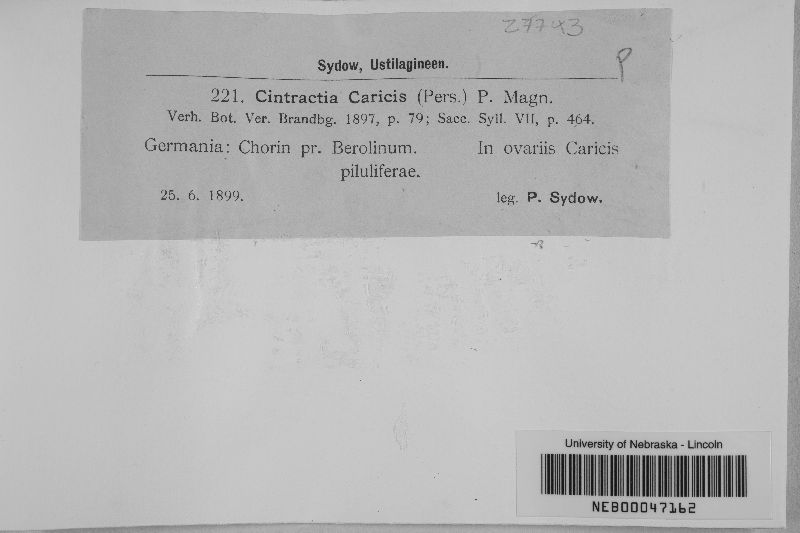 27743
Sydow, Ustilagineen.
P
221. Cintractia Caricis (Pers.) P. Magn.
Verh. Bot. Ver. Brandbg. 1897, p. 79; Sacc. Syll. VII, p. 464.
Germania: Chorin pr. Berolinum. In ovariis Caricis
piluliferae.
25. 6. 1899. leg. P. Sydow.
University of Nebraska - Lincoln
NEB00047162